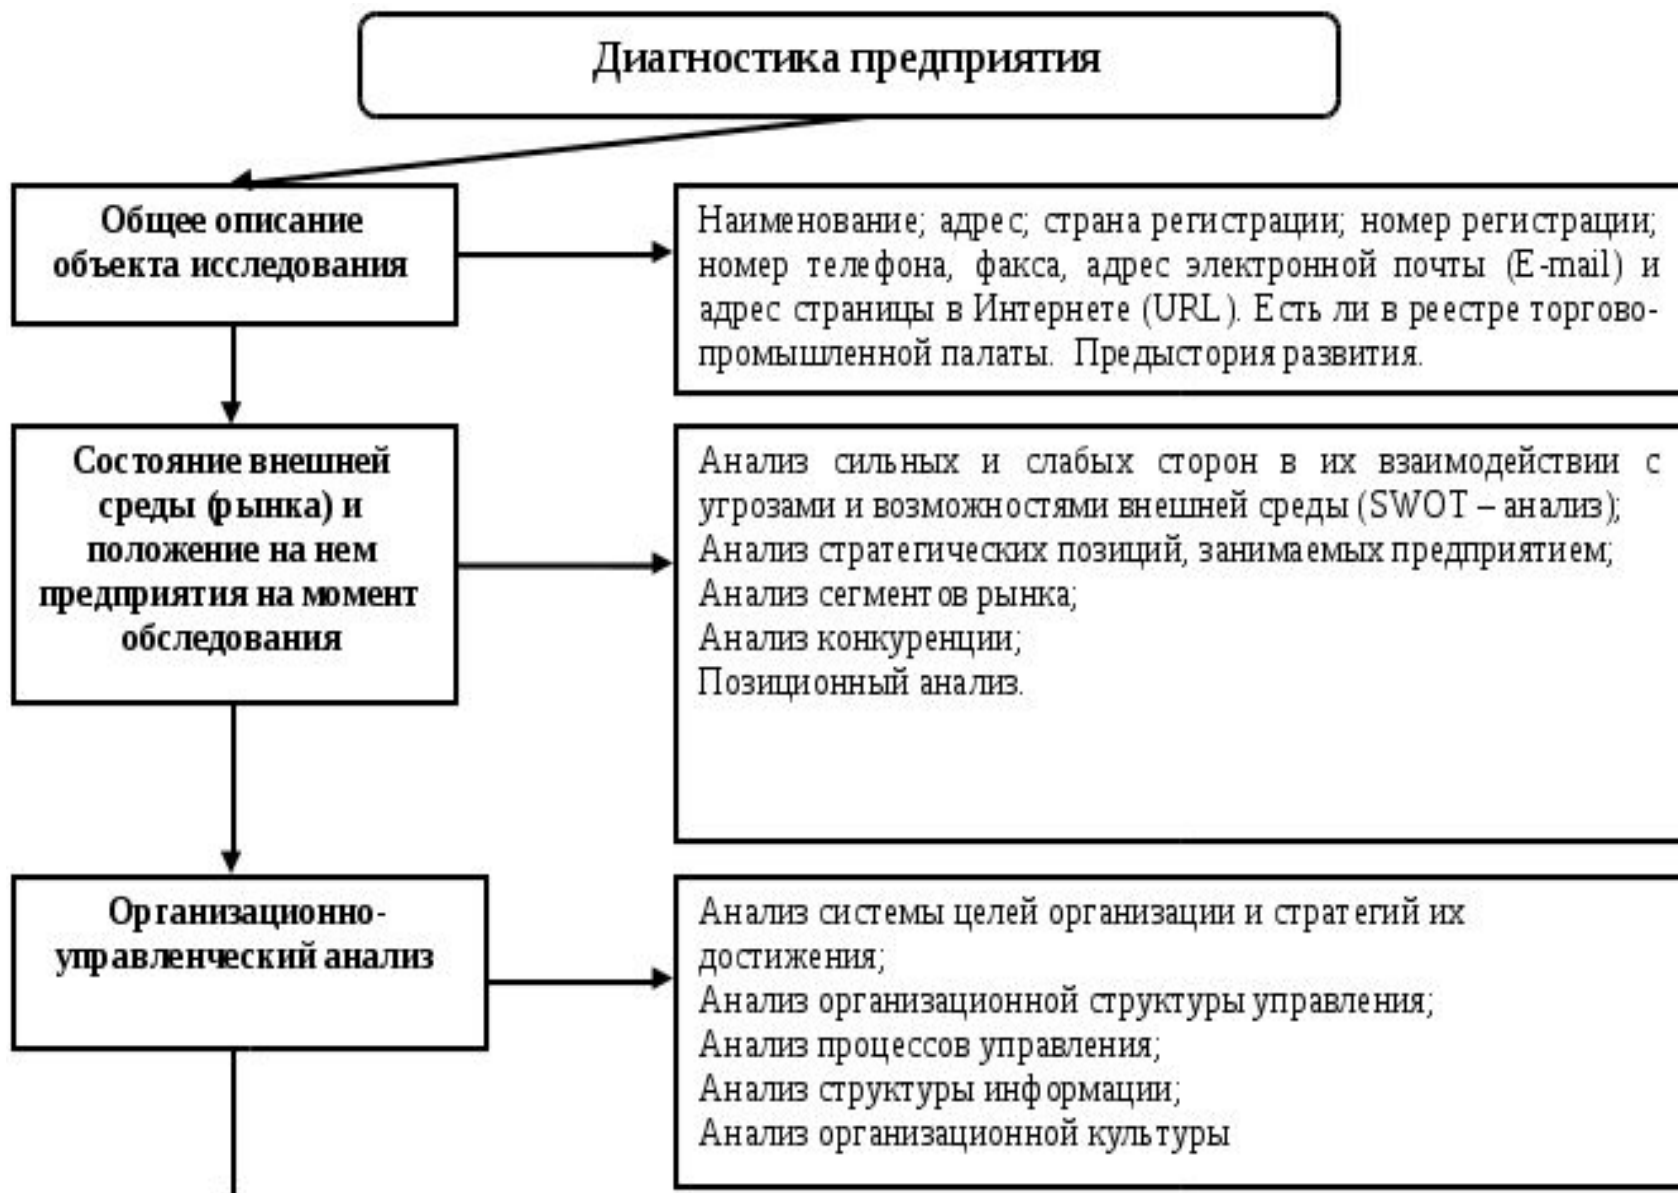 Диагностика предприятия
Общее описание
объекта исследования
Наименование; адрес; страна регистрации; номер регистрации;
номер телефона, факса, адрес электронной почты (E-mail) и
адрес страницы в Интернете (URL). Есть ли в реестре торгово-
промышленной палаты. Предыстория развития.
Состояние внешней
среды (рынка) и
положение на нем
предприятия на момент
обследования
Анализ сильных и слабых сторон в их взаимодействии с
угрозами и возможностями внешней среды (SWOT – анализ);
Анализ стратегических позиций, занимаемых предприятием;
Анализ сегментов рынка;
Анализ конкуренции;
Позиционный анализ.
Организационно-
управленческий анализ
Анализ системы целей организации и стратегий их
достижения;
Анализ организационной структуры управления;
Анализ процессов управления;
Анализ структуры информации;
Анализ организационной культуры